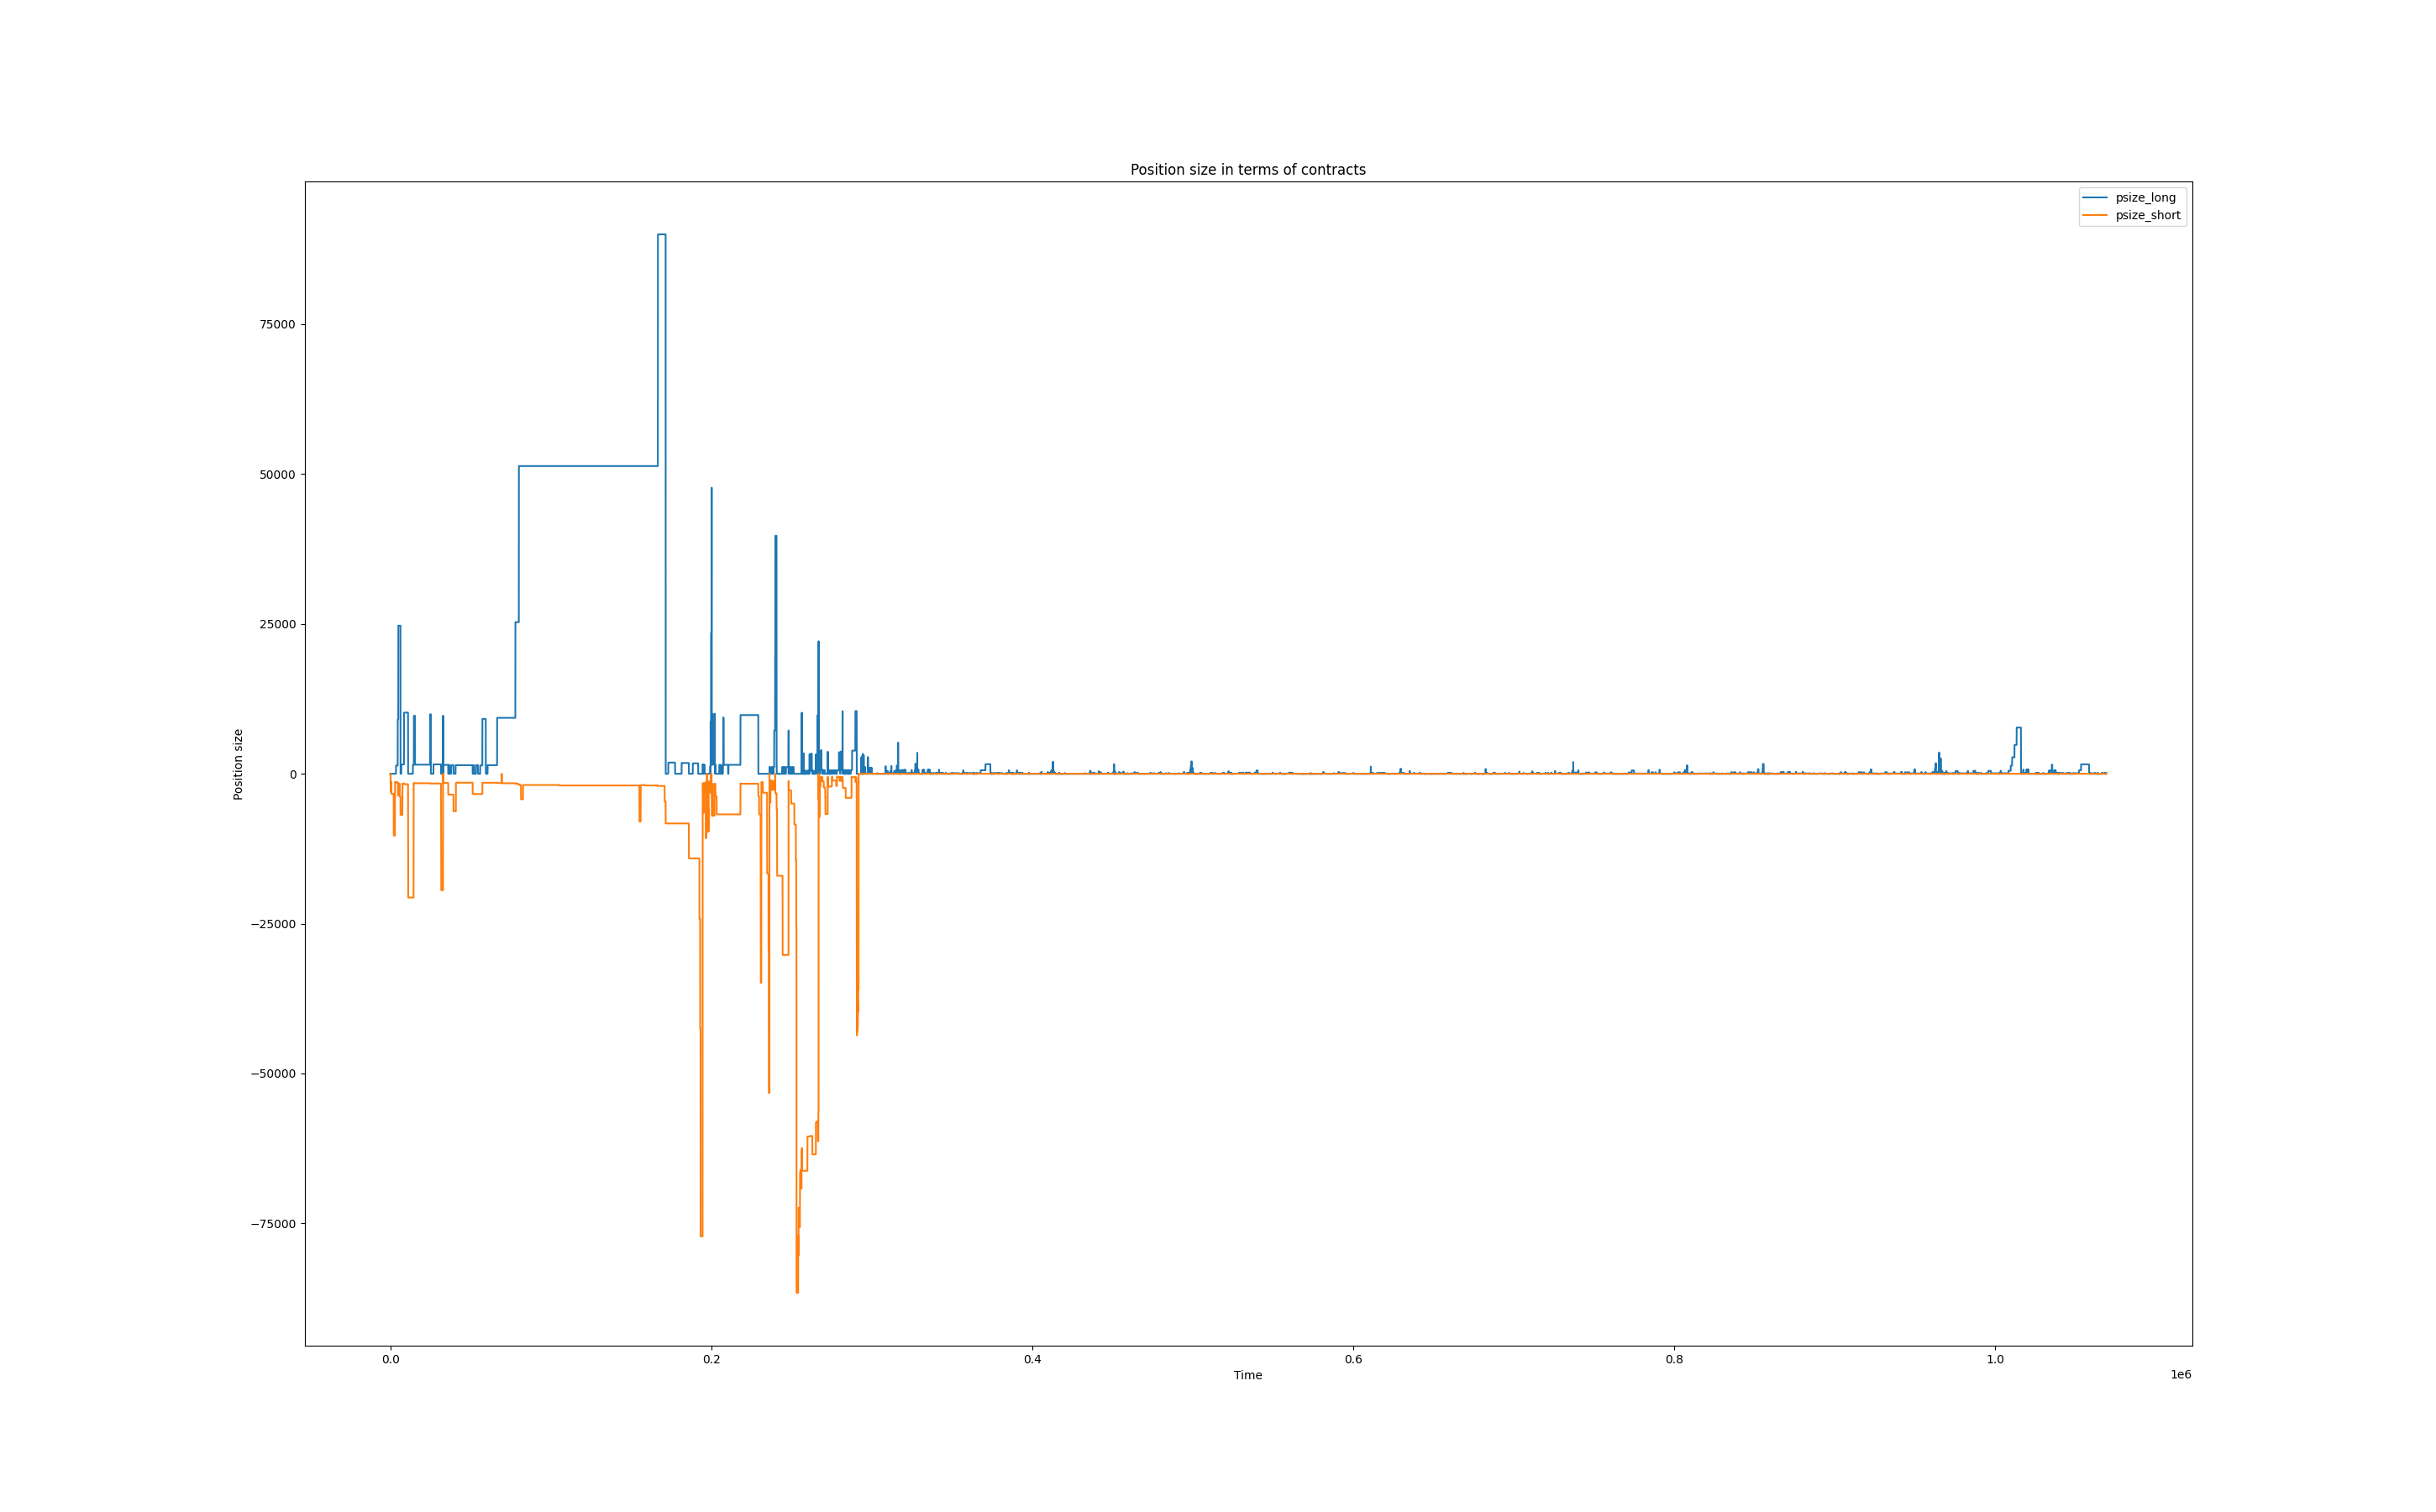 Position size in terms of contracts
psize_long
psize_short
Position size
75000
50000
25000
0
−25000
−50000
−75000
0.0
0.2
0.4
0.6
0.8
1.0
Time
1e6